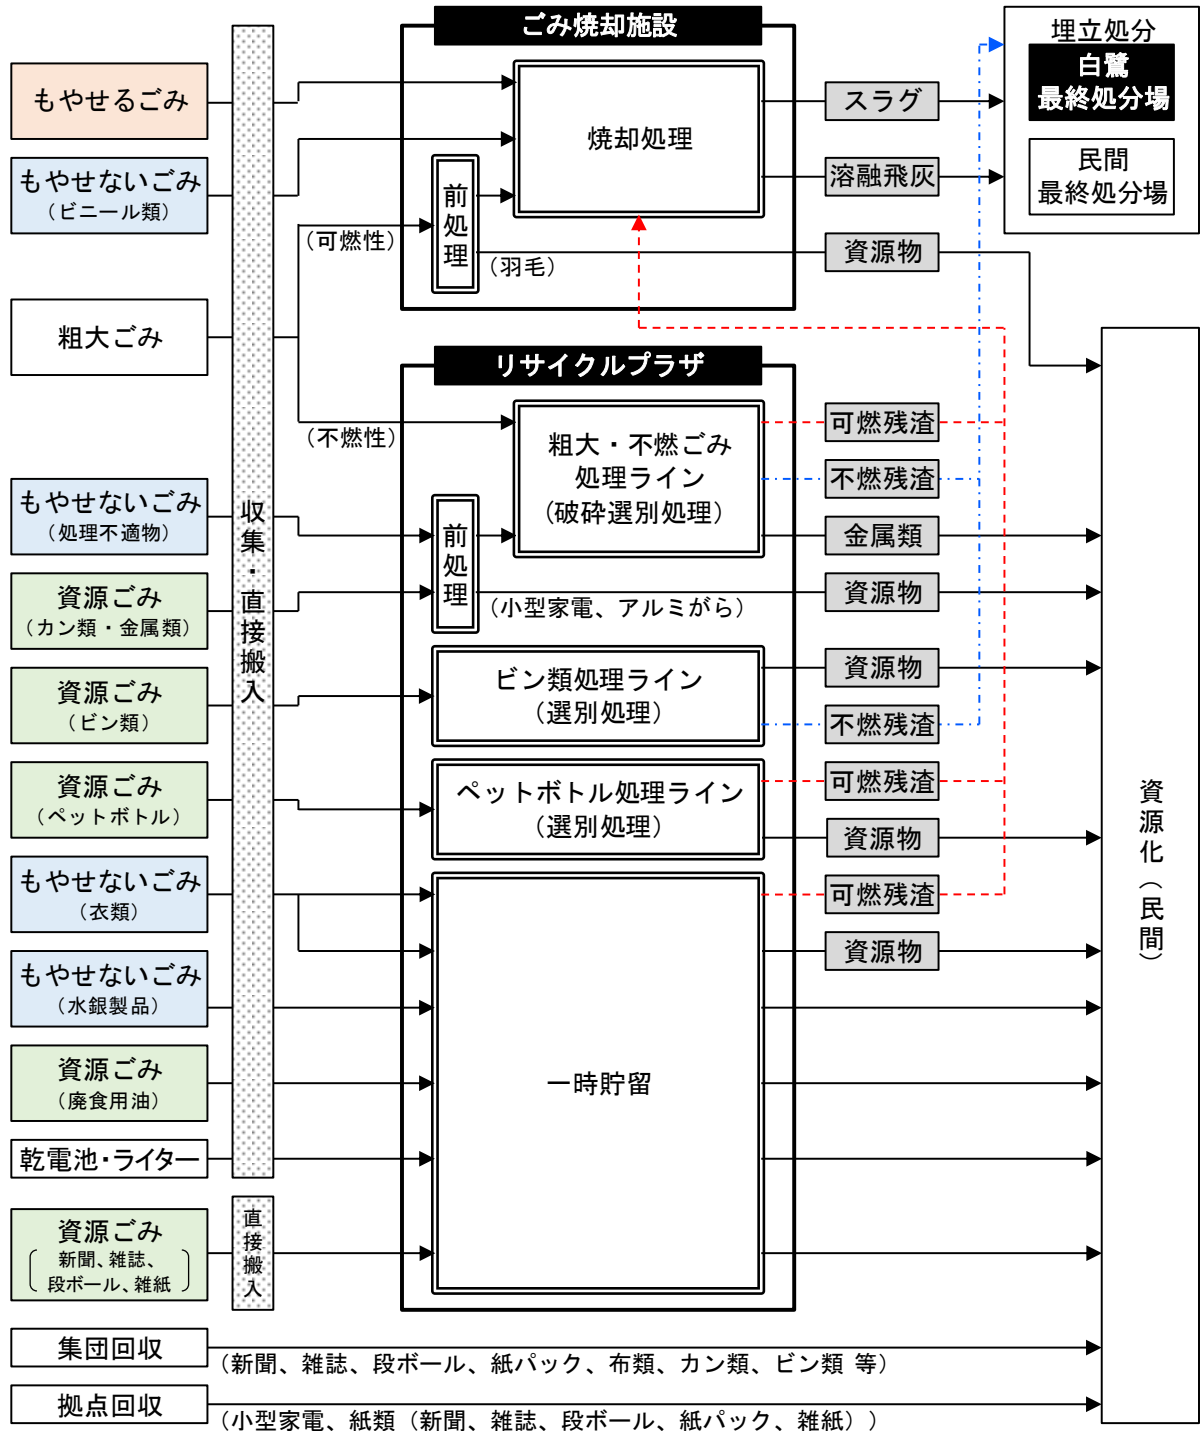 ごみ焼却施設
埋立処分
白鷺
最終処分場
民間
最終処分場
もやせるごみ
焼却処理
スラグ
溶融飛灰
もやせないごみ
（ビニール類）
前処理
（可燃性）
（羽毛）
資源物
粗大ごみ
リサイクルプラザ
（不燃性）
粗大・不燃ごみ
処理ライン
（破砕選別処理）
可燃残渣
不燃残渣
金属類
もやせないごみ
（処理不適物）
収集・直接搬入
前処理
資源ごみ
（カン類・金属類）
（小型家電、アルミがら）
資源物
資源ごみ
（ビン類）
ビン類処理ライン
（選別処理）
資源物
不燃残渣
資源ごみ
（ペットボトル）
ペットボトル処理ライン
（選別処理）
可燃残渣
資源物
資源化（民間）
もやせないごみ
（衣類）
可燃残渣
資源物
もやせないごみ
（水銀製品）
資源ごみ
（廃食用油）
一時貯留
乾電池・ライター
資源ごみ
新聞、雑誌、
段ボール、雑紙
直接搬入
集団回収
（新聞、雑誌、段ボール、紙パック、布類、カン類、ビン類 等）
拠点回収
（小型家電、紙類（新聞、雑誌、段ボール、紙パック、雑紙））